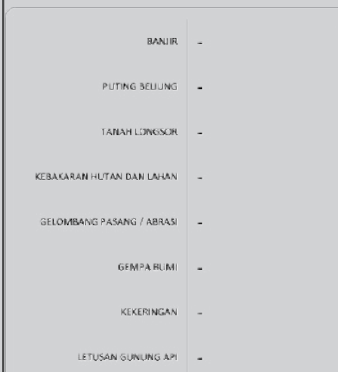 BANJIR -
PUTING BELIUNG -
TANAH LONGSOR -
KEBAKARAN HUTAN DAN LAHAN -
GELOMBANG PASANG / ABRASI -
GEMPA BUMI -
KEKERINGAN -
LETUSAN GUNUNG API -